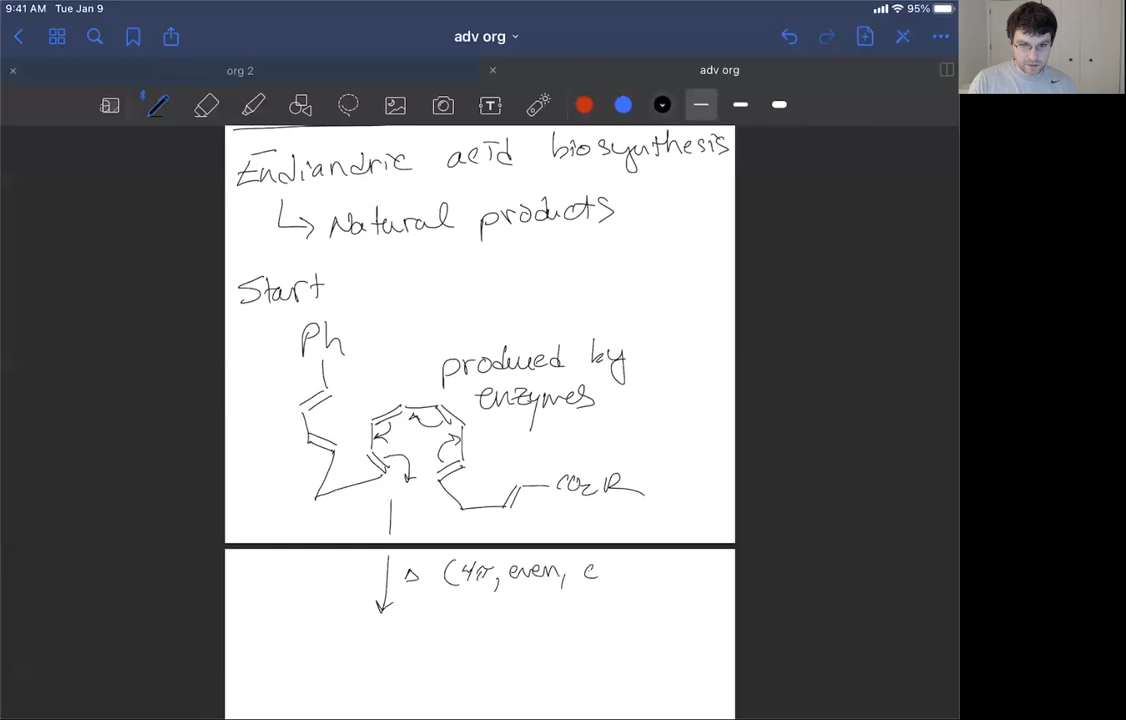 9:41 AM Tue Jan 9
95%
adv org
org 2
adv org
T
Endiandric acid biosynthesis
Natural products
Start
Ph
produced by
enzymes
CO2R
Δ (4π, even, c